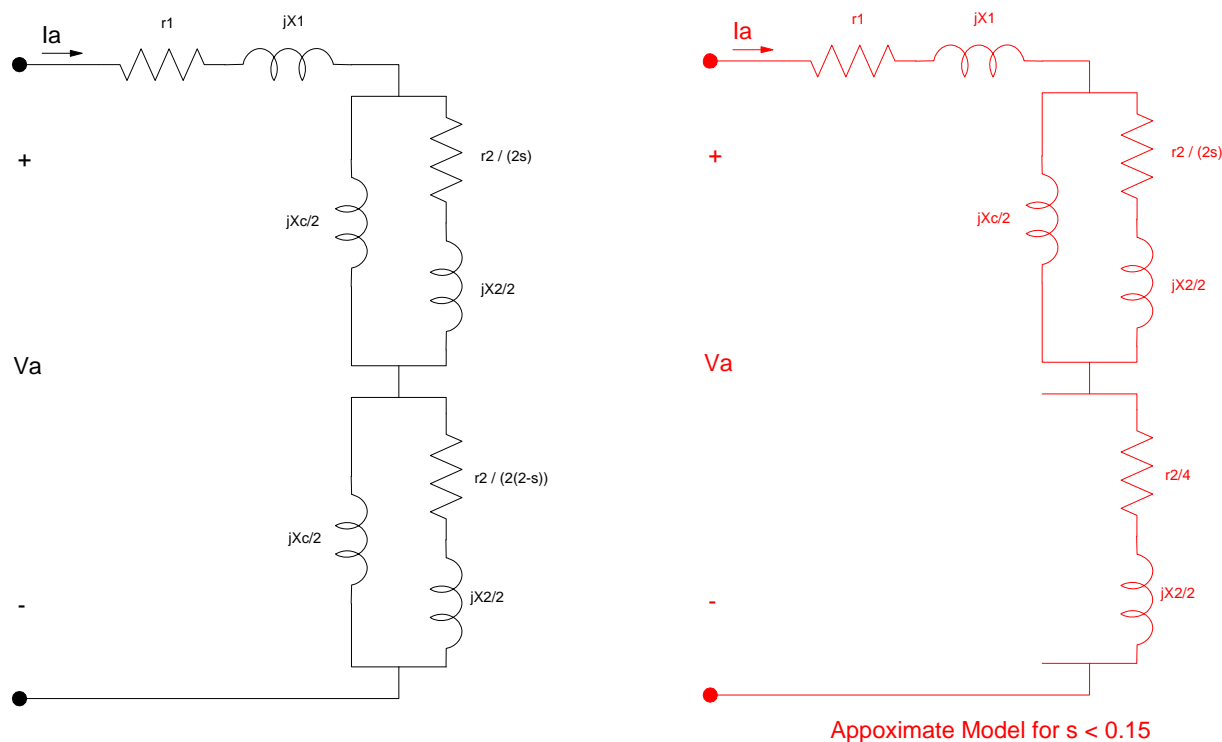 Ia
r1
jX1
+
r2 / (2s)
jXc/2
jX2/2
Va
r2 / (2(2-s))
jXc/2
-
jX2/2
Ia
r1
jX1
+
r2 / (2s)
jXc/2
jX2/2
Va
r2/4
-
jX2/2
Appoximate Model for s < 0.15